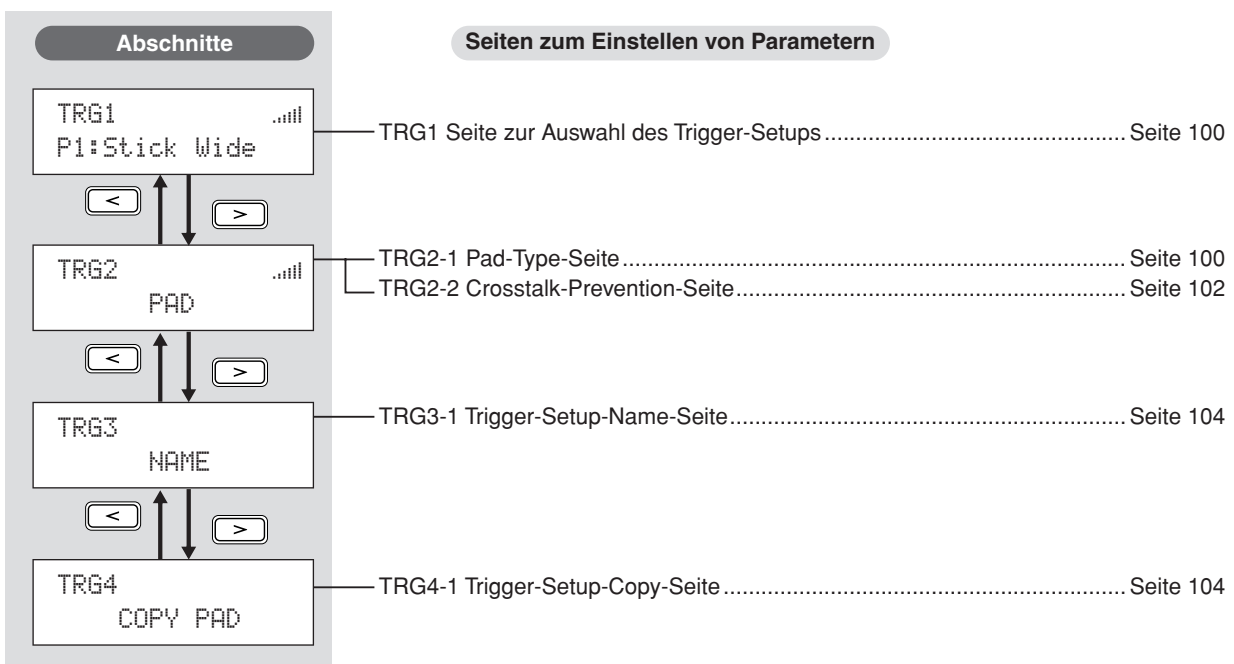 Abschnitte
Seiten zum Einstellen von Parametern
TRG1
P1:Stick Wide
TRG1 Seite zur Auswahl des Trigger-Setups................................................ Seite 100
< >
TRG2
PAD
TRG2-1 Pad-Type-Seite................................................................................ Seite 100
TRG2-2 Crosstalk-Prevention-Seite.............................................................. Seite 102
< >
TRG3
NAME
TRG3-1 Trigger-Setup-Name-Seite............................................................... Seite 104
< >
TRG4
COPY PAD
TRG4-1 Trigger-Setup-Copy-Seite................................................................ Seite 104